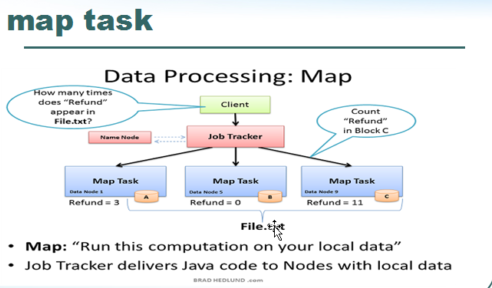 map task
Data Processing: Map
How many times
does "Refund"
appear in
File.txt?
Client
Count
"Refund"
in Block C
Name Node
Job Tracker
Map Task
Data Node 1
A
Map Task
Data Node 5
B
Map Task
Data Node 9
C
Refund = 3
Refund = 0
Refund = 11
File.txt
• Map: "Run this computation on your local data"
• Job Tracker delivers Java code to Nodes with local data
BRAD HEDLUND .com